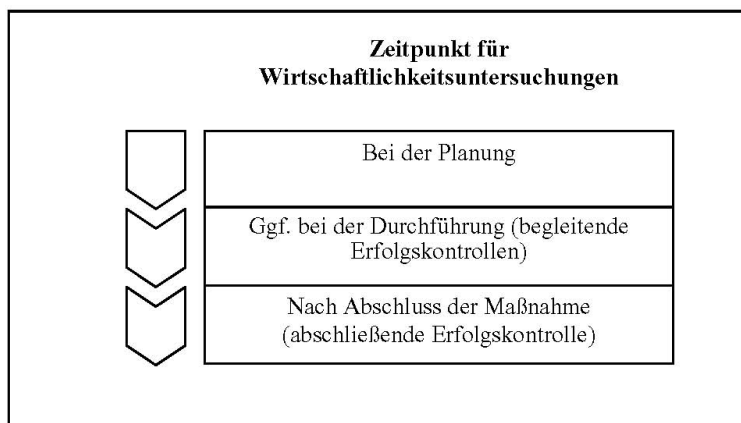 Zeitpunkt für
Wirtschaftlichkeitsuntersuchungen
Bei der Planung
Ggf. bei der Durchführung (begleitende
Erfolgskontrollen)
Nach Abschluss der Maßnahme
(abschließende Erfolgskontrolle)